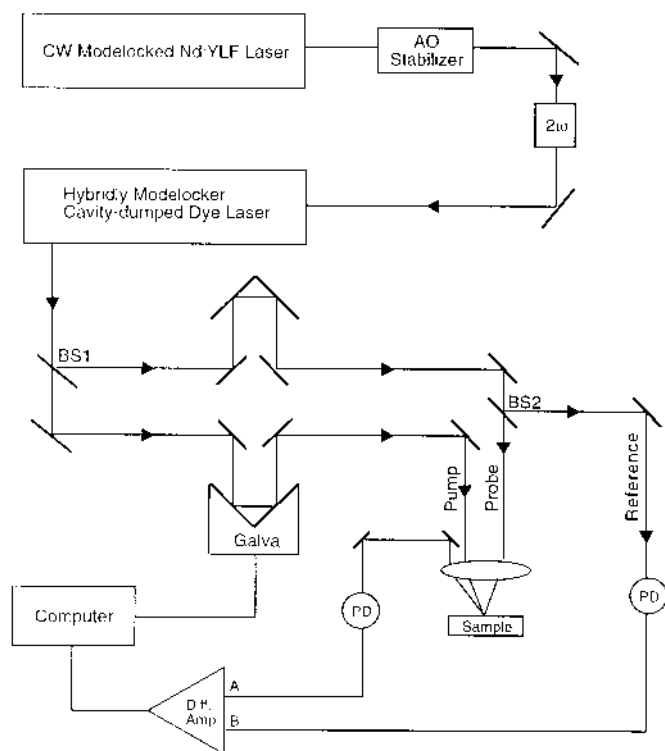 CW Modelocked Nd:YLF Laser
AO
Stabilizer
2ω
Hybridly Modelocker
Cavity-dumped Dye Laser
BS1
BS2
Pump
Probe
Reference
Galva
Computer
PD
PD
Sample
A
Diff.
Amp
B